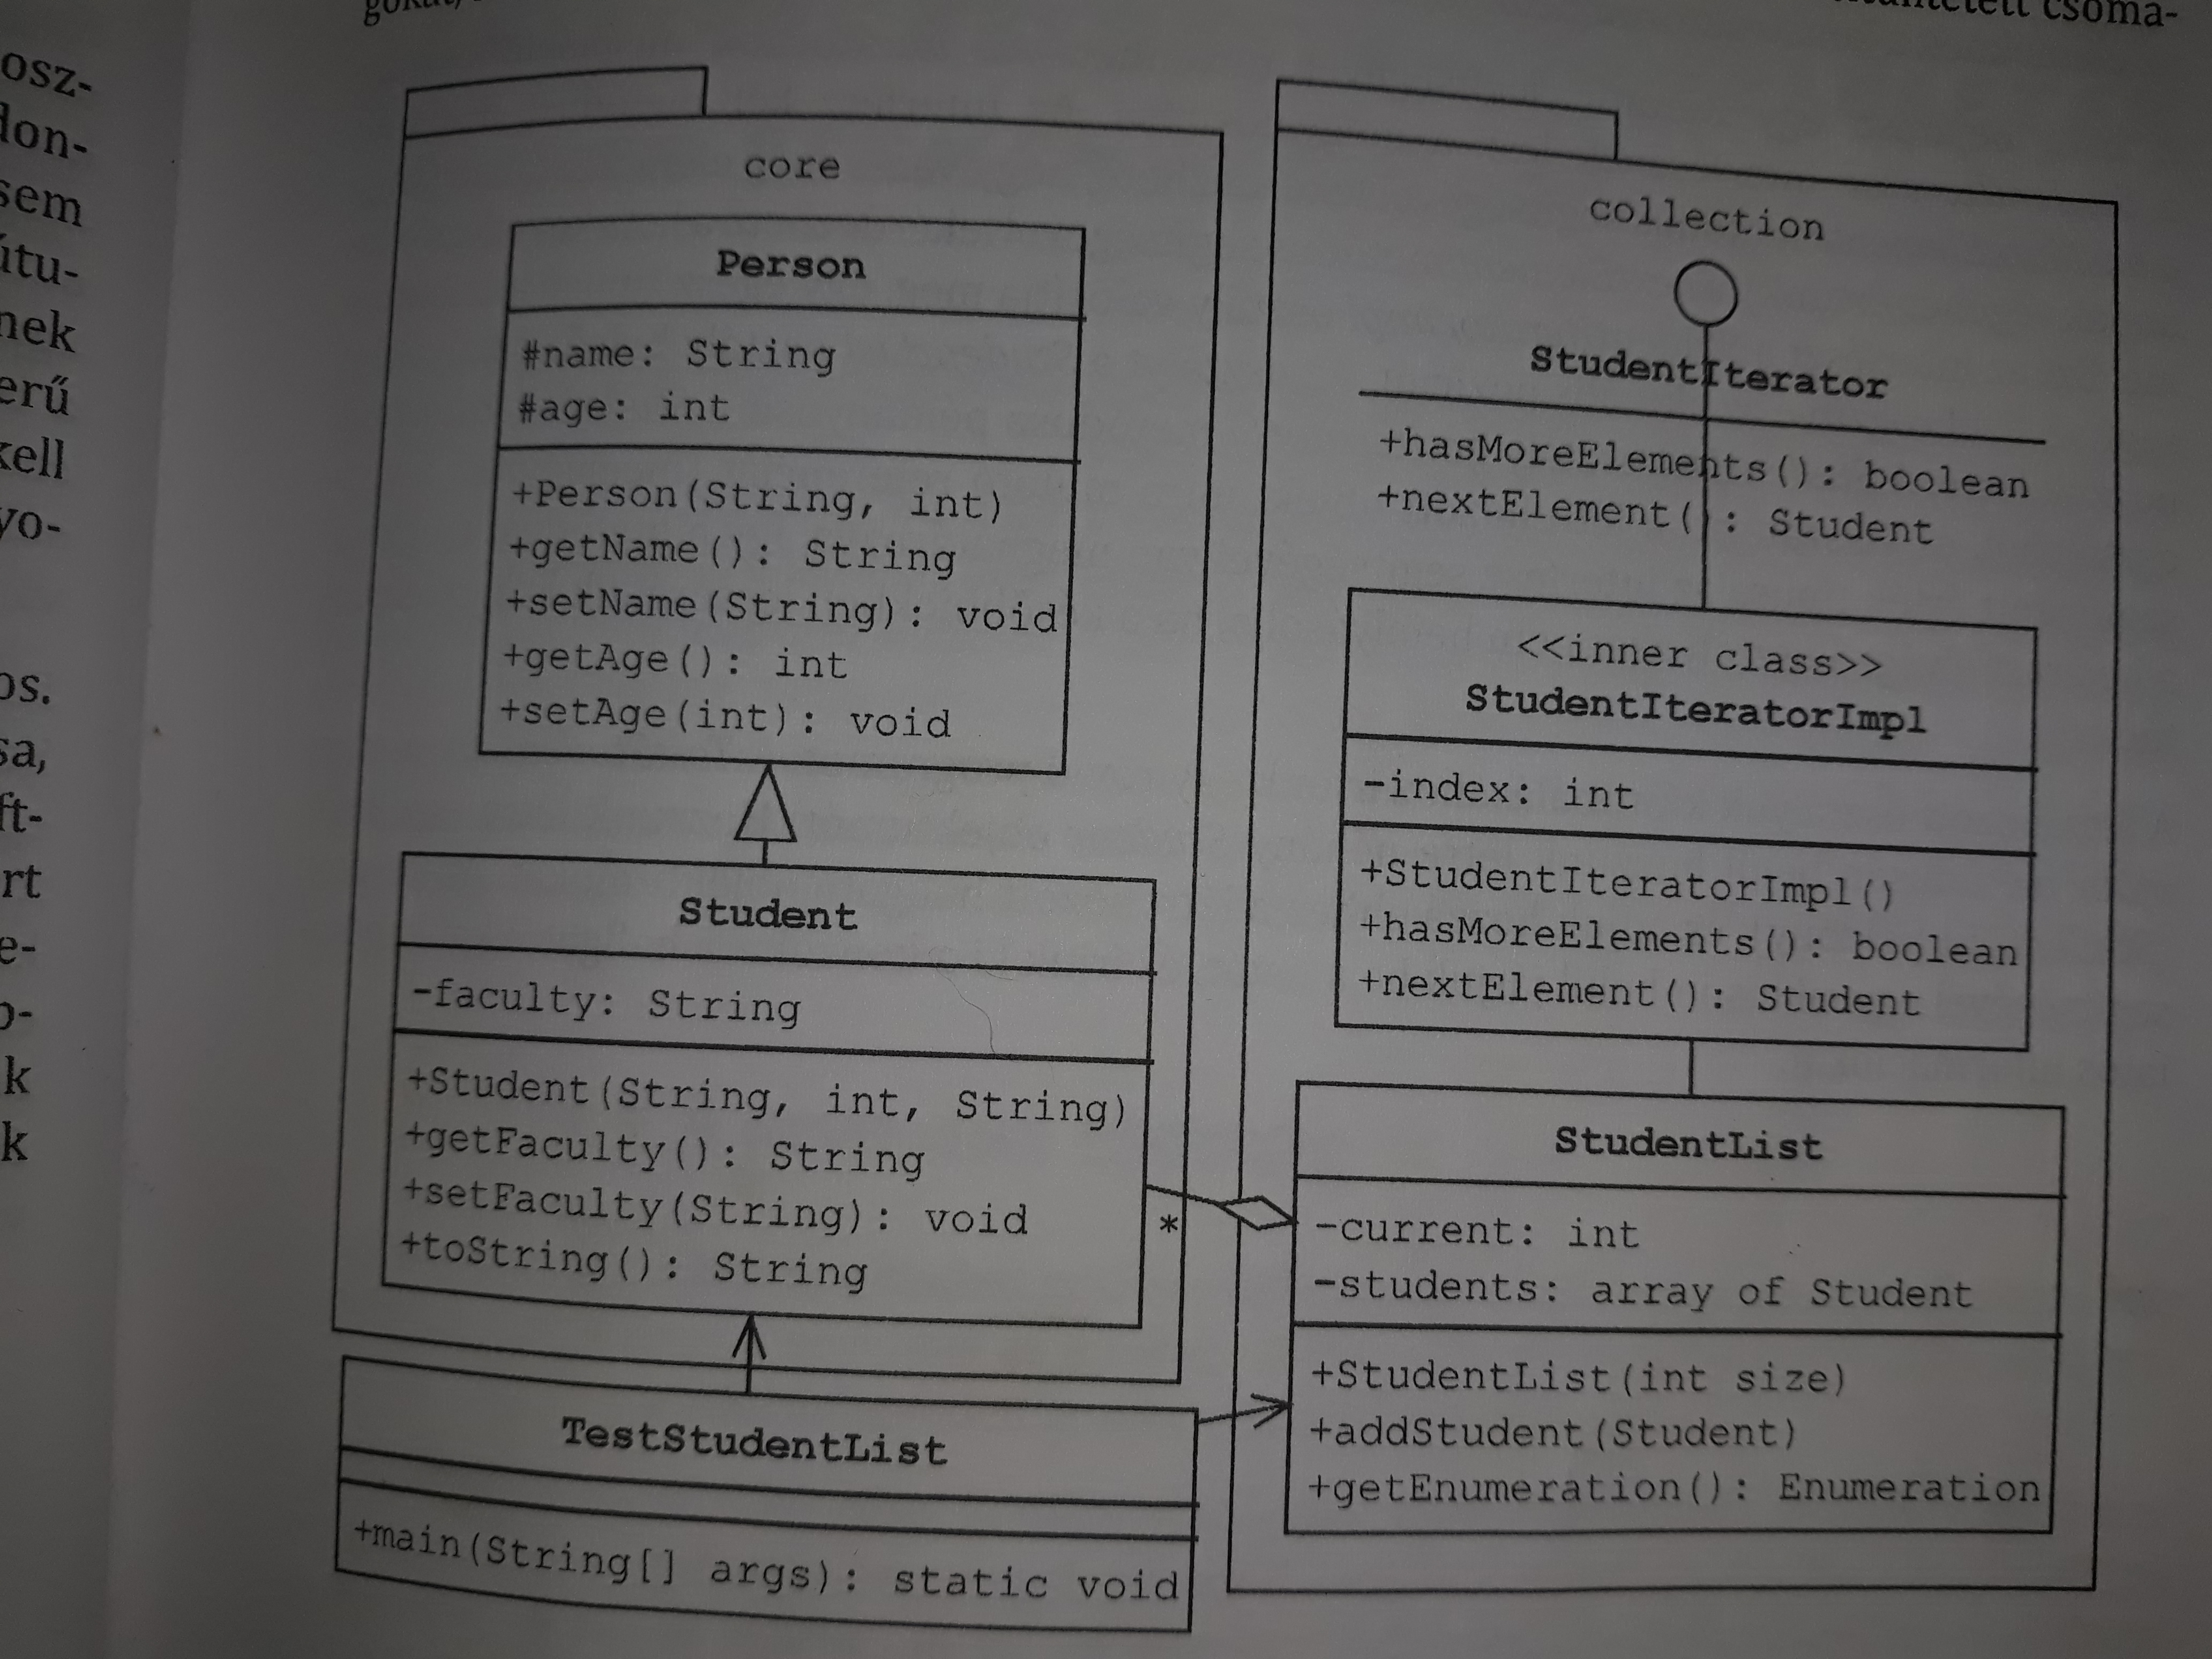 core
Person
#name: String
#age: int
+Person(String, int)
+getName(): String
+setName(String): void
+getAge(): int
+setAge(int): void
Student
-faculty: String
+Student(String, int, String)
+getFaculty(): String
+setFaculty(String): void
+toString(): String
*
TestStudentList
+main(String[] args): static void
collection
StudentIterator
+hasMoreElements(): boolean
+nextElement(): Student
<<inner class>>
StudentIteratorImpl
-index: int
+StudentIteratorImpl()
+hasMoreElements(): boolean
+nextElement(): Student
StudentList
-current: int
-students: array of Student
+StudentList(int size)
+addStudent(Student)
+getEnumeration(): Enumeration
csoma-